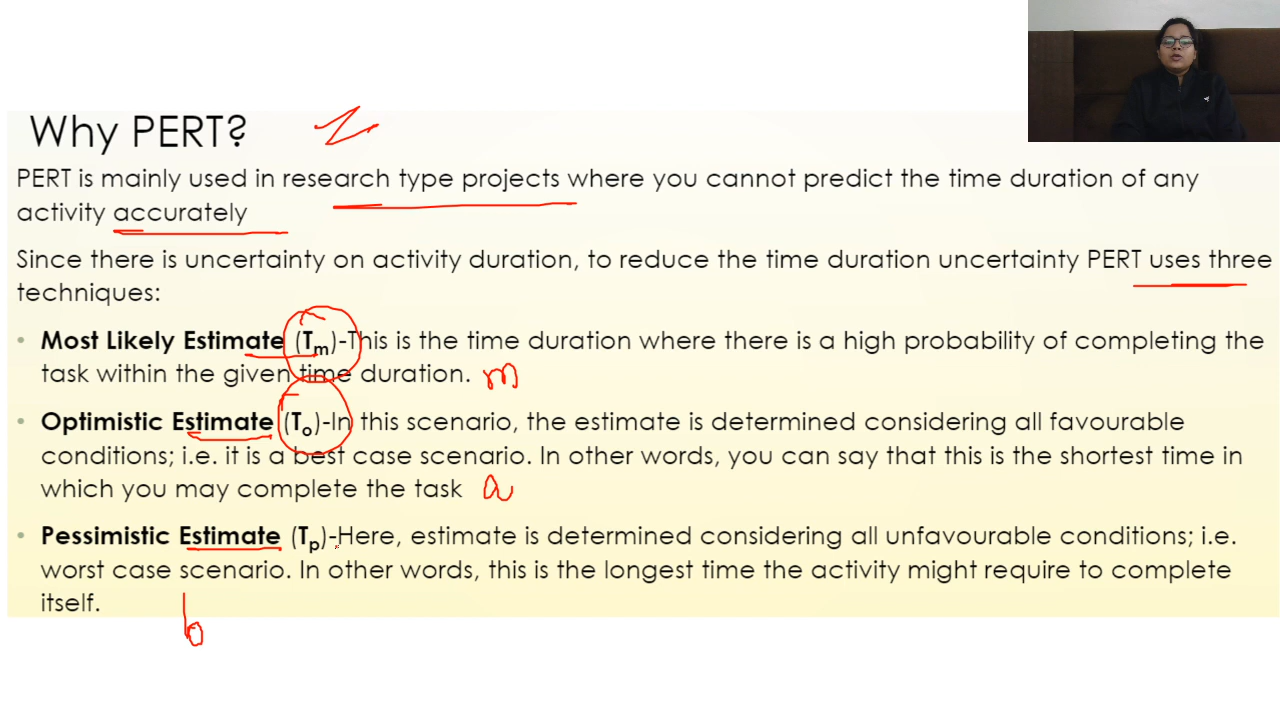 Why PERT?
PERT is mainly used in research type projects where you cannot predict the time duration of any
activity accurately
Since there is uncertainty on activity duration, to reduce the time duration uncertainty PERT uses three
techniques:
• Most Likely Estimate (Tm)-This is the time duration where there is a high probability of completing the
task within the given time duration. m
• Optimistic Estimate (To)-In this scenario, the estimate is determined considering all favourable
conditions; i.e. it is a best case scenario. In other words, you can say that this is the shortest time in
which you may complete the task a
• Pessimistic Estimate (Tp)-Here, estimate is determined considering all unfavourable conditions; i.e.
worst case scenario. In other words, this is the longest time the activity might require to complete
itself.
b